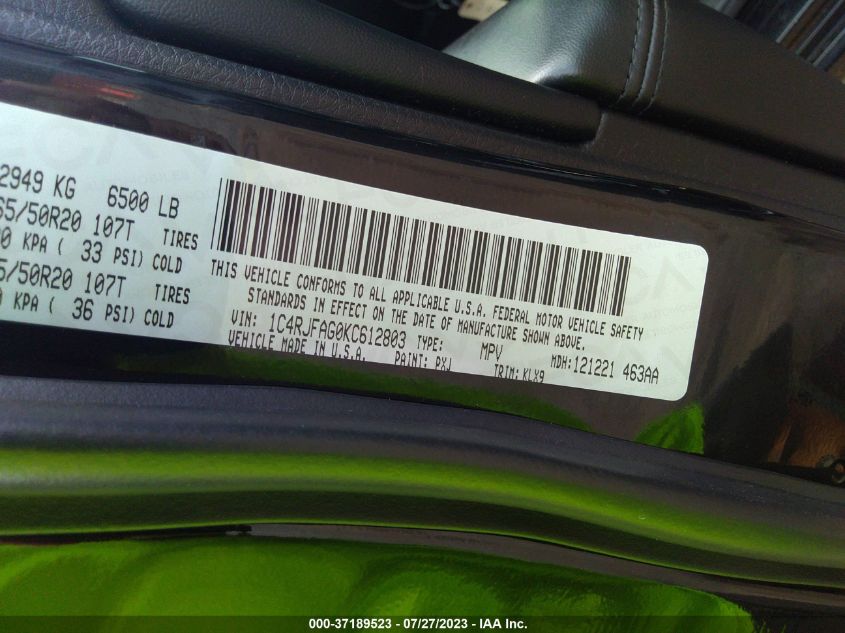 2949 KG 6500 LB
65/50R20 107T TIRES
KPA ( 33 PSI) COLD
5/50R20 107T TIRES
KPA ( 36 PSI) COLD
THIS VEHICLE CONFORMS TO ALL APPLICABLE U.S.A. FEDERAL MOTOR VEHICLE SAFETY
STANDARDS IN EFFECT ON THE DATE OF MANUFACTURE SHOWN ABOVE.
VIN: 1C4RJFAG0KC612803 TYPE: MPV MDH:121221 463AA
VEHICLE MADE IN U.S.A. PAINT: PXJ TRIM: KLX9
000-37189523 - 07/27/2023 - IAA Inc.